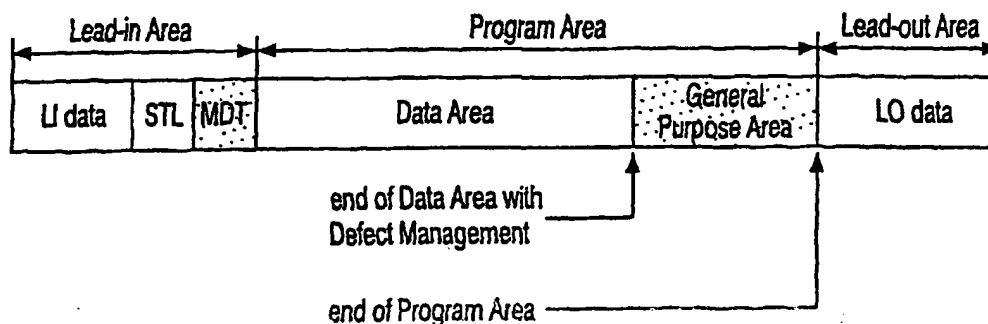 Lead-in Area Program Area Lead-out Area
LI data STL MDT Data Area General Purpose Area LO data
end of Data Area with
Defect Management
end of Program Area